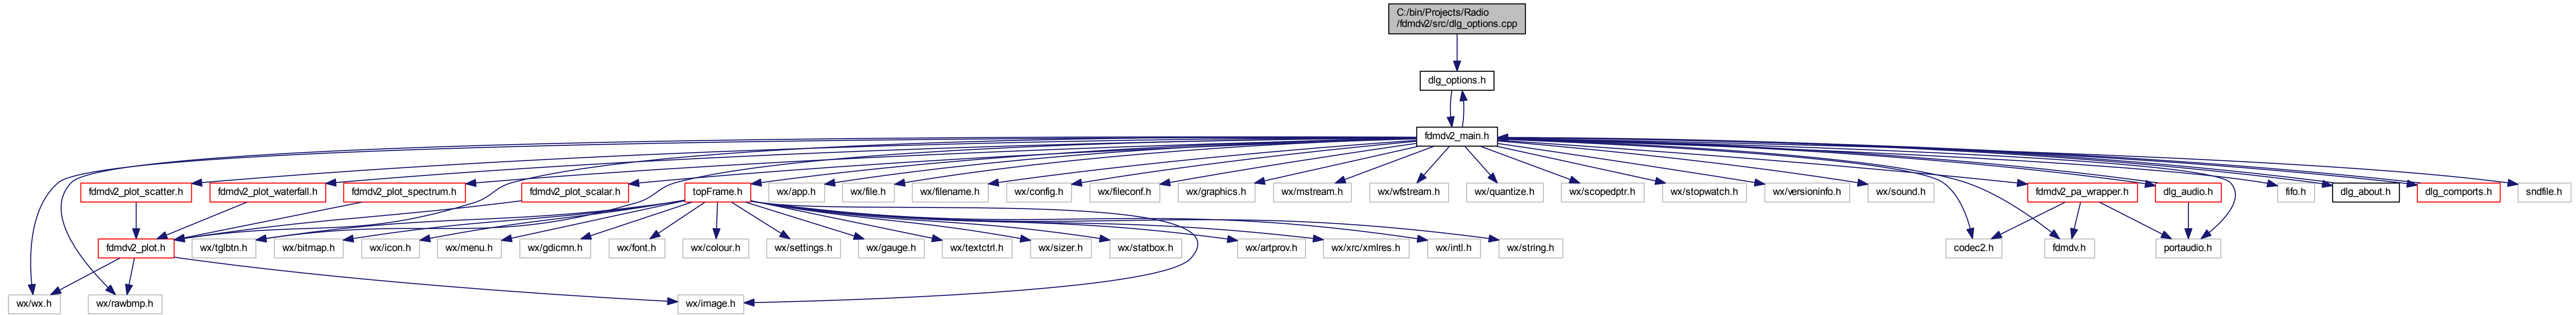 C:/bin/Projects/Radio
/fdmdv2/src/dlg_options.cpp
dlg_options.h
fdmdv2_main.h
fdmdv2_plot_scatter.h
fdmdv2_plot_waterfall.h
fdmdv2_plot_spectrum.h
fdmdv2_plot_scalar.h
topFrame.h
wx/app.h
wx/file.h
wx/filename.h
wx/config.h
wx/fileconf.h
wx/graphics.h
wx/mstream.h
wx/wfstream.h
wx/quantize.h
wx/scopedptr.h
wx/stopwatch.h
wx/versioninfo.h
wx/sound.h
fdmdv2_pa_wrapper.h
dlg_audio.h
fifo.h
dlg_about.h
dlg_comports.h
sndfile.h
fdmdv2_plot.h
wx/tglbtn.h
wx/bitmap.h
wx/icon.h
wx/menu.h
wx/gdicmn.h
wx/font.h
wx/colour.h
wx/settings.h
wx/gauge.h
wx/textctrl.h
wx/sizer.h
wx/statbox.h
wx/artprov.h
wx/xrc/xmlres.h
wx/intl.h
wx/string.h
codec2.h
fdmdv.h
portaudio.h
wx/wx.h
wx/rawbmp.h
wx/image.h